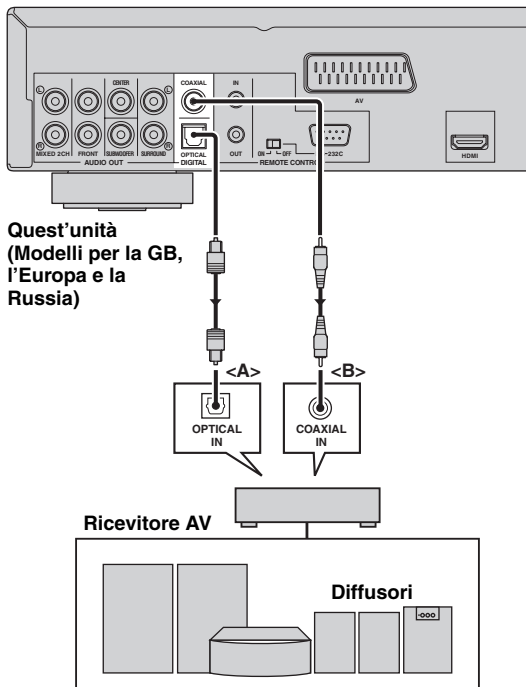 CENTER
COAXIAL
IN
L
L
AV
R
R
MIXED 2CH
FRONT
SUBWOOFER
SURROUND
OPTICAL
OUT
ON
OFF
-232C
HDMI
AUDIO OUT
DIGITAL
REMOTE CONTROL
Quest’unità
(Modelli per la GB,
l’Europa e la
Russia)
<A>
<B>
OPTICAL
IN
COAXIAL
IN
Ricevitore AV
Diffusori